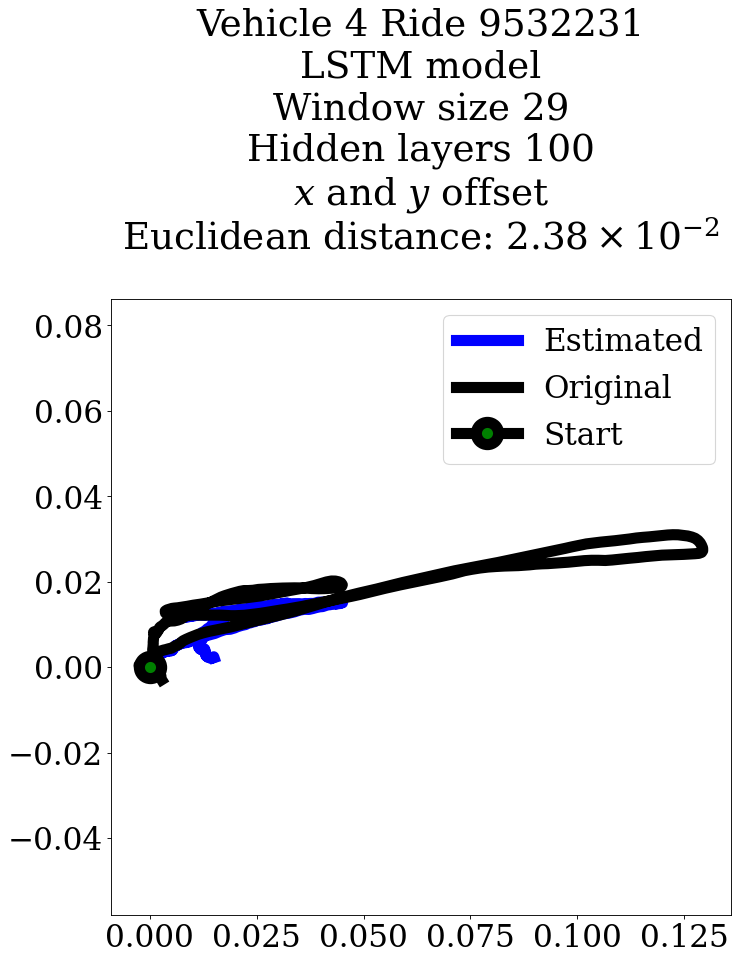 Vehicle 4 Ride 9532231
LSTM model
Window size 29
Hidden layers 100
x and y offset
Euclidean distance: 2.38 × 10⁻²
Estimated
Original
Start
0.08
0.06
0.04
0.02
0.00
−0.02
−0.04
0.000 0.025 0.050 0.075 0.100 0.125